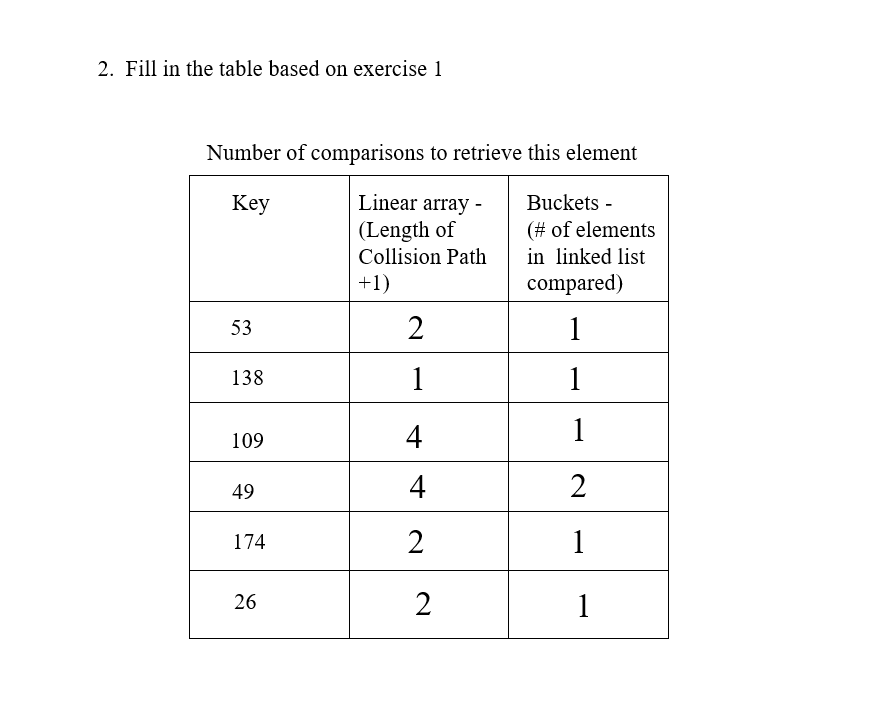 2. Fill in the table based on exercise 1
Number of comparisons to retrieve this element
Key
Linear array -
(Length of
Collision Path
+1)
Buckets -
(# of elements
in linked list
compared)
53 2 1
138 1 1
109 4 1
49 4 2
174 2 1
26 2 1